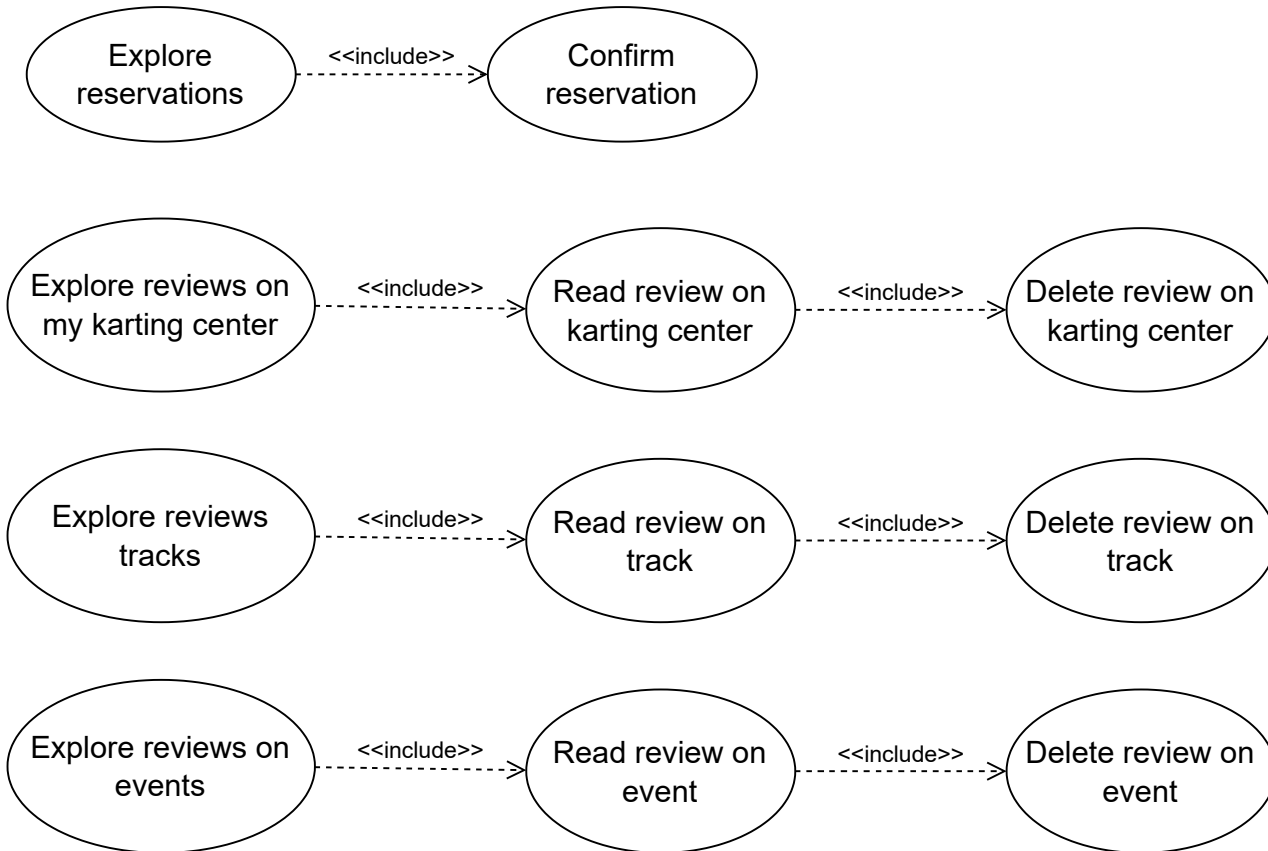 Explore
reservations
<<include>>
Confirm
reservation
Explore reviews on
my karting center
<<include>>
Read review on
karting center
<<include>>
Delete review on
karting center
Explore reviews
tracks
<<include>>
Read review on
track
<<include>>
Delete review on
track
Explore reviews on
events
<<include>>
Read review on
event
<<include>>
Delete review on
event